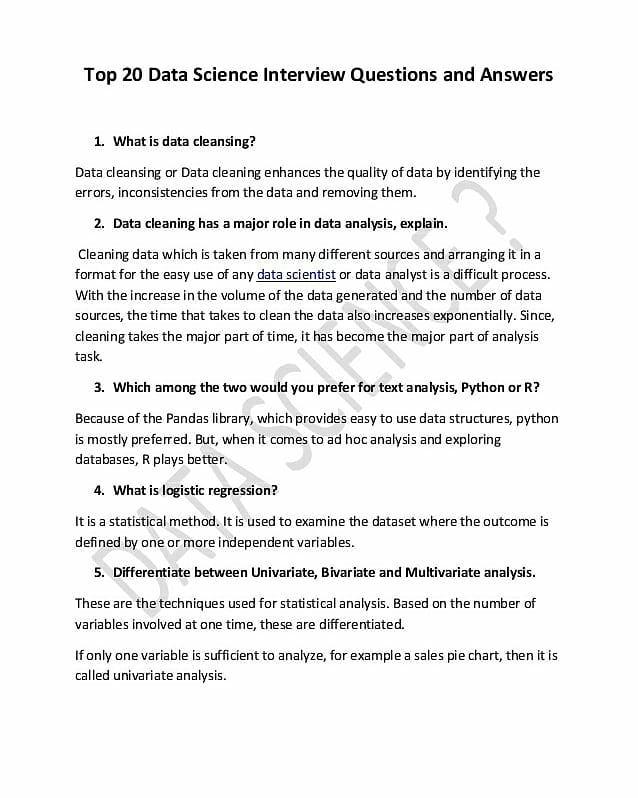 Top 20 Data Science Interview Questions and Answers
1. What is data cleansing?
Data cleansing or Data cleaning enhances the quality of data by identifying the
errors, inconsistencies from the data and removing them.
2. Data cleaning has a major role in data analysis, explain.
Cleaning data which is taken from many different sources and arranging it in a
format for the easy use of any data scientist or data analyst is a difficult process.
With the increase in the volume of the data generated and the number of data
sources, the time that takes to clean the data also increases exponentially. Since,
cleaning takes the major part of time, it has become the major part of analysis
task.
3. Which among the two would you prefer for text analysis, Python or R?
Because of the Pandas library, which provides easy to use data structures, python
is mostly preferred. But, when it comes to ad hoc analysis and exploring
databases, R plays better.
4. What is logistic regression?
It is a statistical method. It is used to examine the dataset where the outcome is
defined by one or more independent variables.
5. Differentiate between Univariate, Bivariate and Multivariate analysis.
These are the techniques used for statistical analysis. Based on the number of
variables involved at one time, these are differentiated.
If only one variable is sufficient to analyze, for example a sales pie chart, then it is
called univariate analysis.
DATA SCIENCE ?